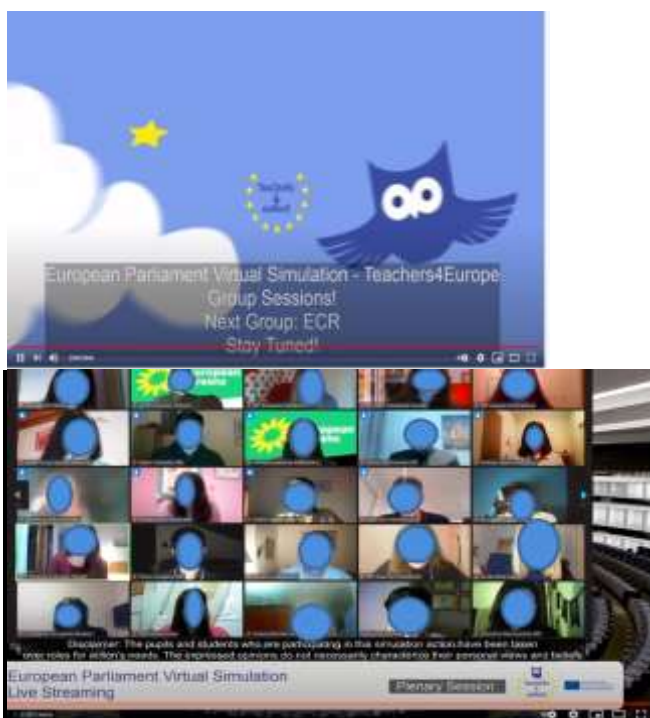 European Parliament Virtual Simulation - Teachers4Europe
Group Sessions!
Next Group: ECR
Stay Tuned!
Disclaimer: The pupils and students who are participating in this simulation action have been taken
over roles for action's needs. The expressed opinions do not necessarily characterize their personal views and beliefs
European Parliament Virtual Simulation
Live Streaming
Plenary Session